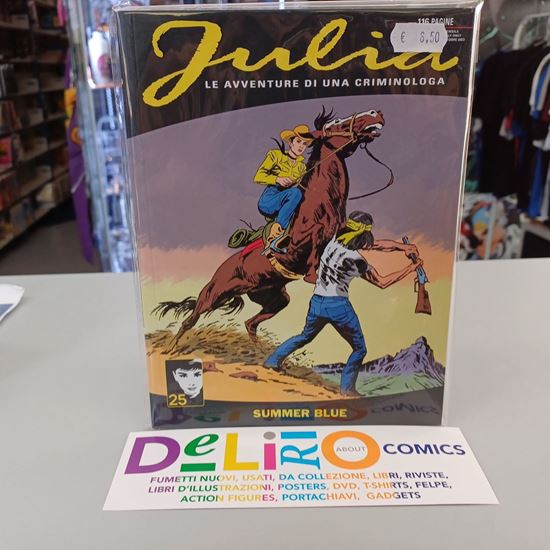 116 PAGINE
€ 8,50
Julia
LE AVVENTURE DI UNA CRIMINOLOGA
25
SUMMER BLUE
DeLiRiO ABOUT COMICS
FUMETTI NUOVI, USATI, DA COLLEZIONE, LIBRI, RIVISTE,
LIBRI D'ILLUSTRAZIONI, POSTERS, DVD, T-SHIRTS, FELPE,
ACTION FIGURES, PORTACHIAVI, GADGETS